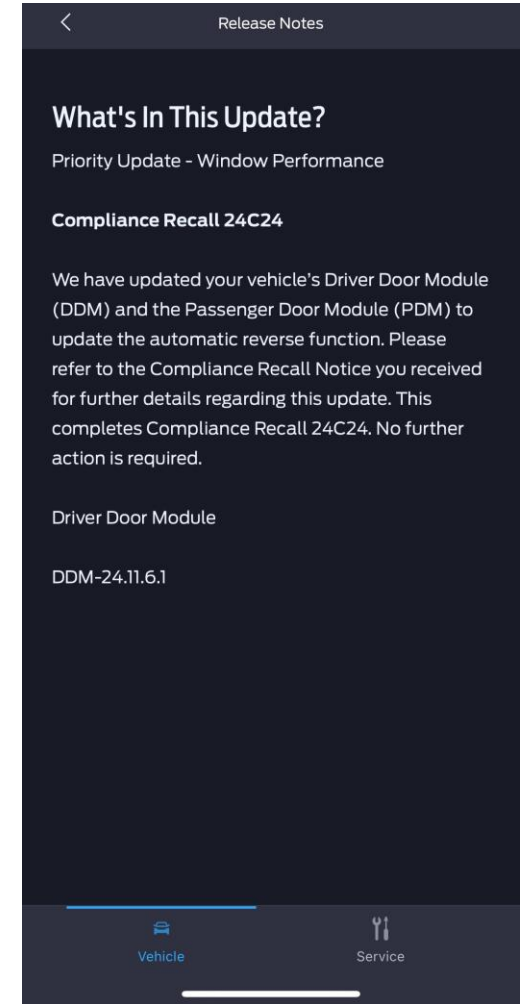 Release Notes
What's In This Update?
Priority Update - Window Performance
Compliance Recall 24C24
We have updated your vehicle's Driver Door Module
(DDM) and the Passenger Door Module (PDM) to
update the automatic reverse function. Please
refer to the Compliance Recall Notice you received
for further details regarding this update. This
completes Compliance Recall 24C24. No further
action is required.
Driver Door Module
DDM-24.11.6.1
Vehicle
Service